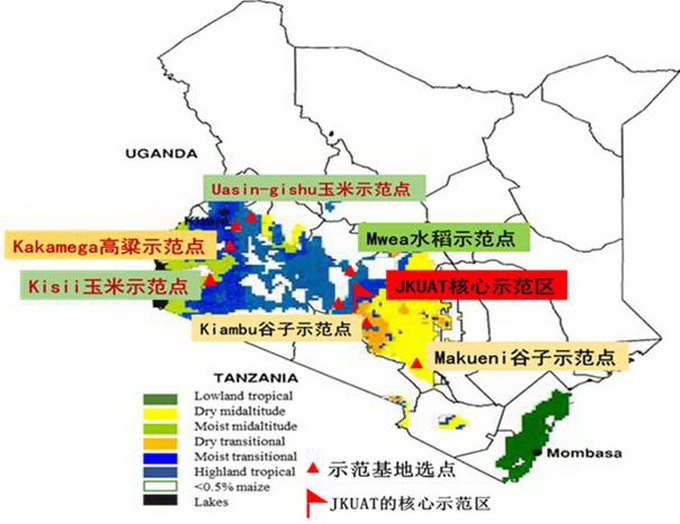 UGANDA
Uasin-gishu玉米示范点
Mwea水稻示范点
Kakamega高粱示范点
JKUAT核心示范区
Kisii玉米示范点
Kiambu谷子示范点
Makueni谷子示范点
TANZANIA
Lowland tropical
Dry midaltitude
Moist midaltitude
Dry transitional
Moist transitional
Highland tropical
<0.5% maize
Lakes
Mombasa
示范基地选点
JKUAT的核心示范区